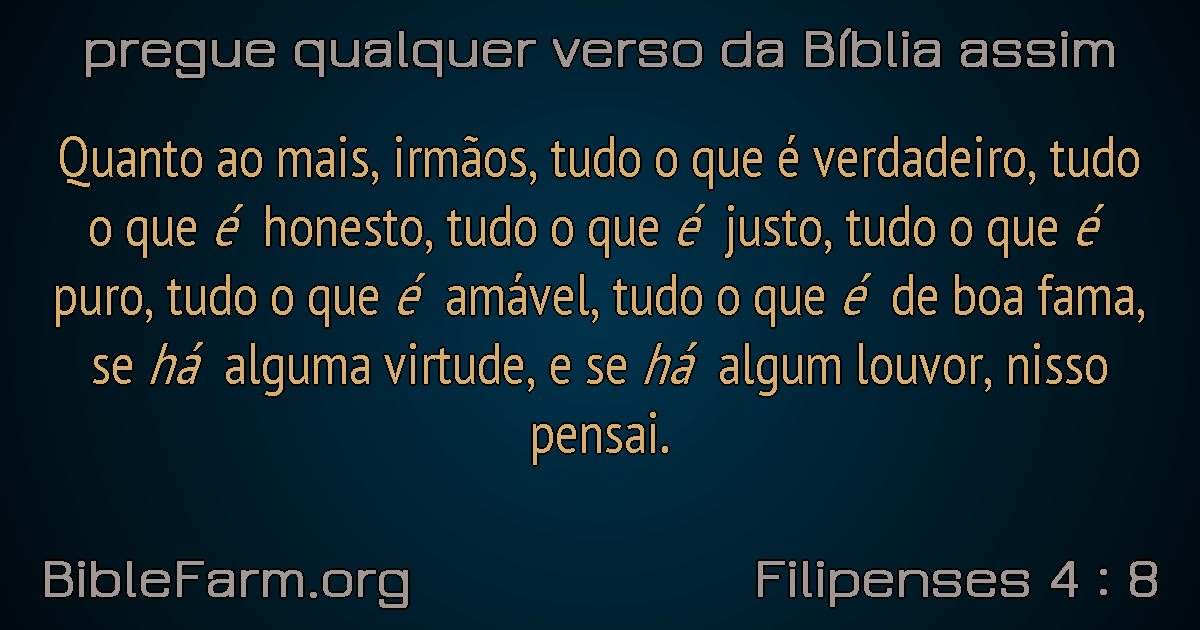 pregue qualquer verso da Bíblia assim
Quanto ao mais, irmãos, tudo o que é verdadeiro, tudo
o que é honesto, tudo o que é justo, tudo o que é
puro, tudo o que é amável, tudo o que é de boa fama,
se há alguma virtude, e se há algum louvor, nisso
pensai.
BibleFarm.org
Filipenses 4 : 8